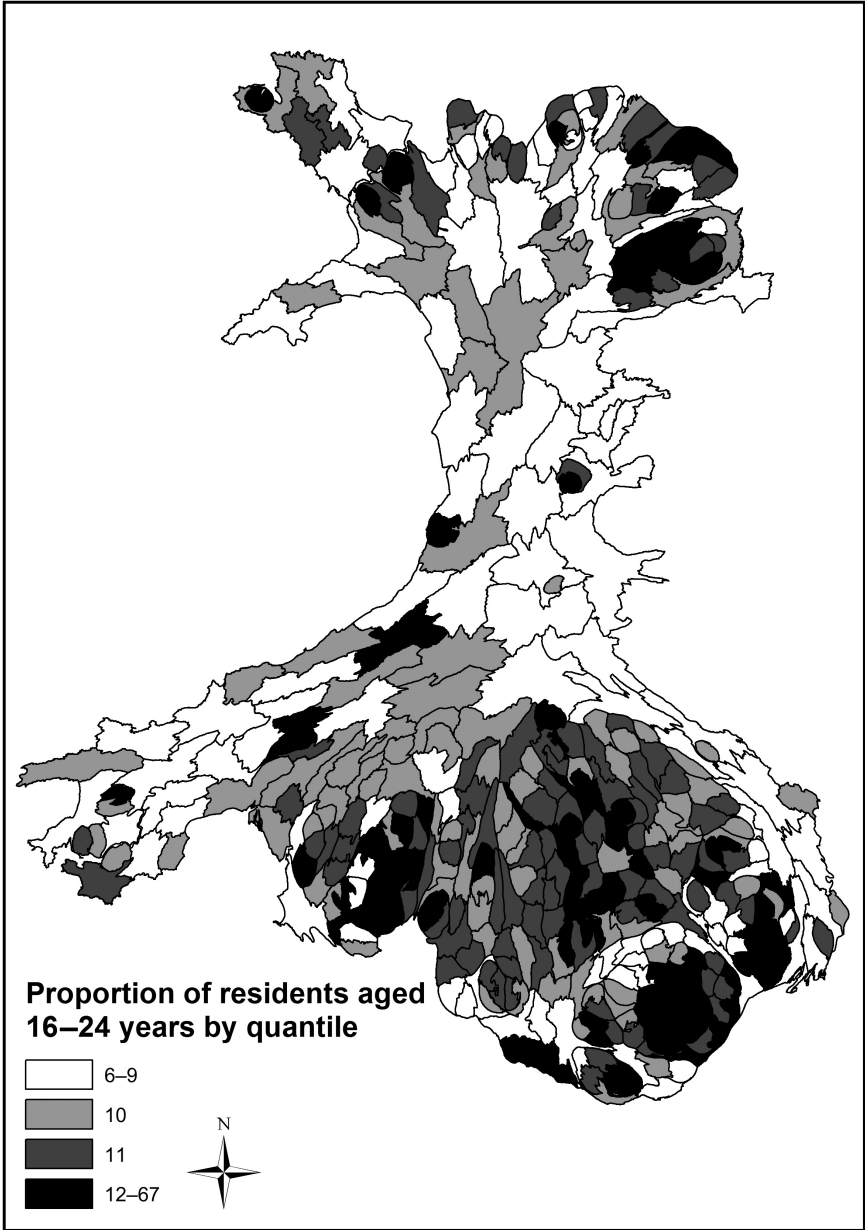 Proportion of residents aged
16–24 years by quantile
6–9
10
11
12–67
N